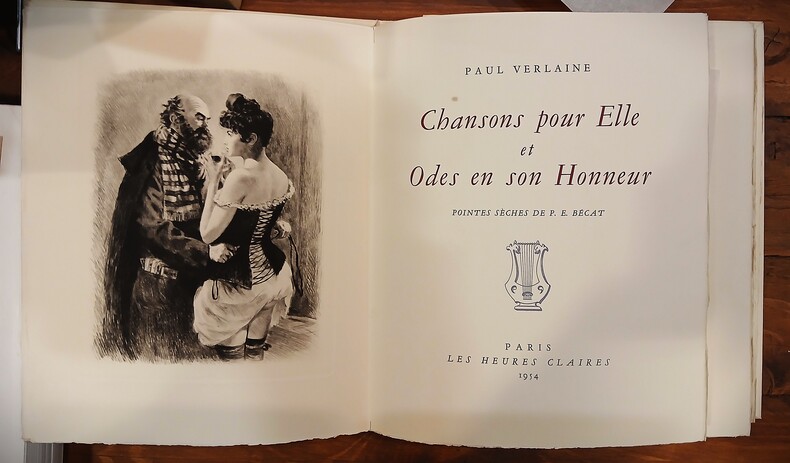 PAUL VERLAINE
Chansons pour Elle
et
Odes en son Honneur
POINTES SÈCHES DE P. E. BÉCAT
PARIS
LES HEURES CLAIRES
1954